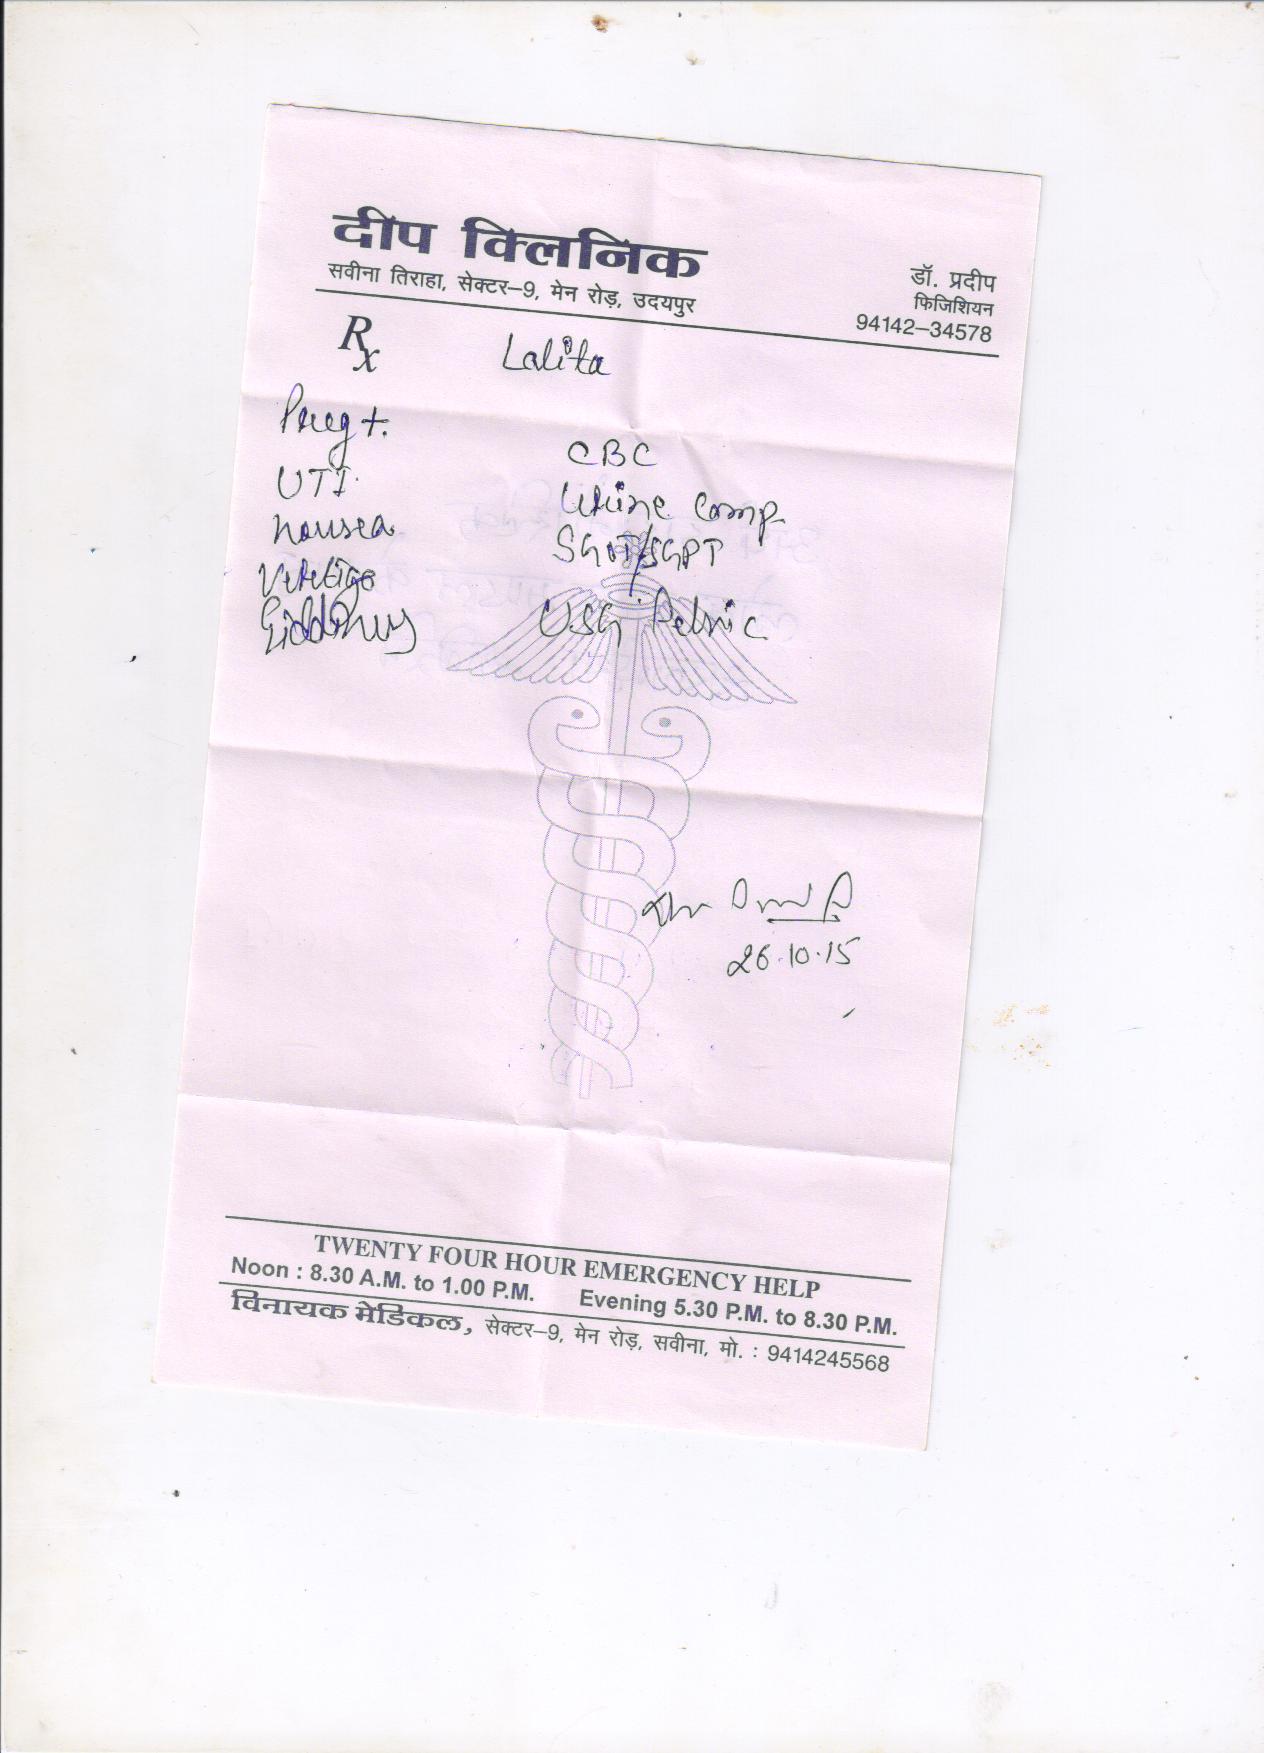 दीप क्लिनिक
सवीना तिराहा, सेक्टर–9, मेन रोड़, उदयपुर
डॉ. प्रदीप
फिजिशियन
94142–34578
Rx
Lalita
Preg +.
CBC
UTI.
Urine Comp.
nausea
SGOT/SGPT
Vertigo
USG Pelvic
26.10.15
TWENTY FOUR HOUR EMERGENCY HELP
Noon : 8.30 A.M. to 1.00 P.M. Evening 5.30 P.M. to 8.30 P.M.
विनायक मेडिकल, सेक्टर–9, मेन रोड़, सवीना, मो. : 9414245568